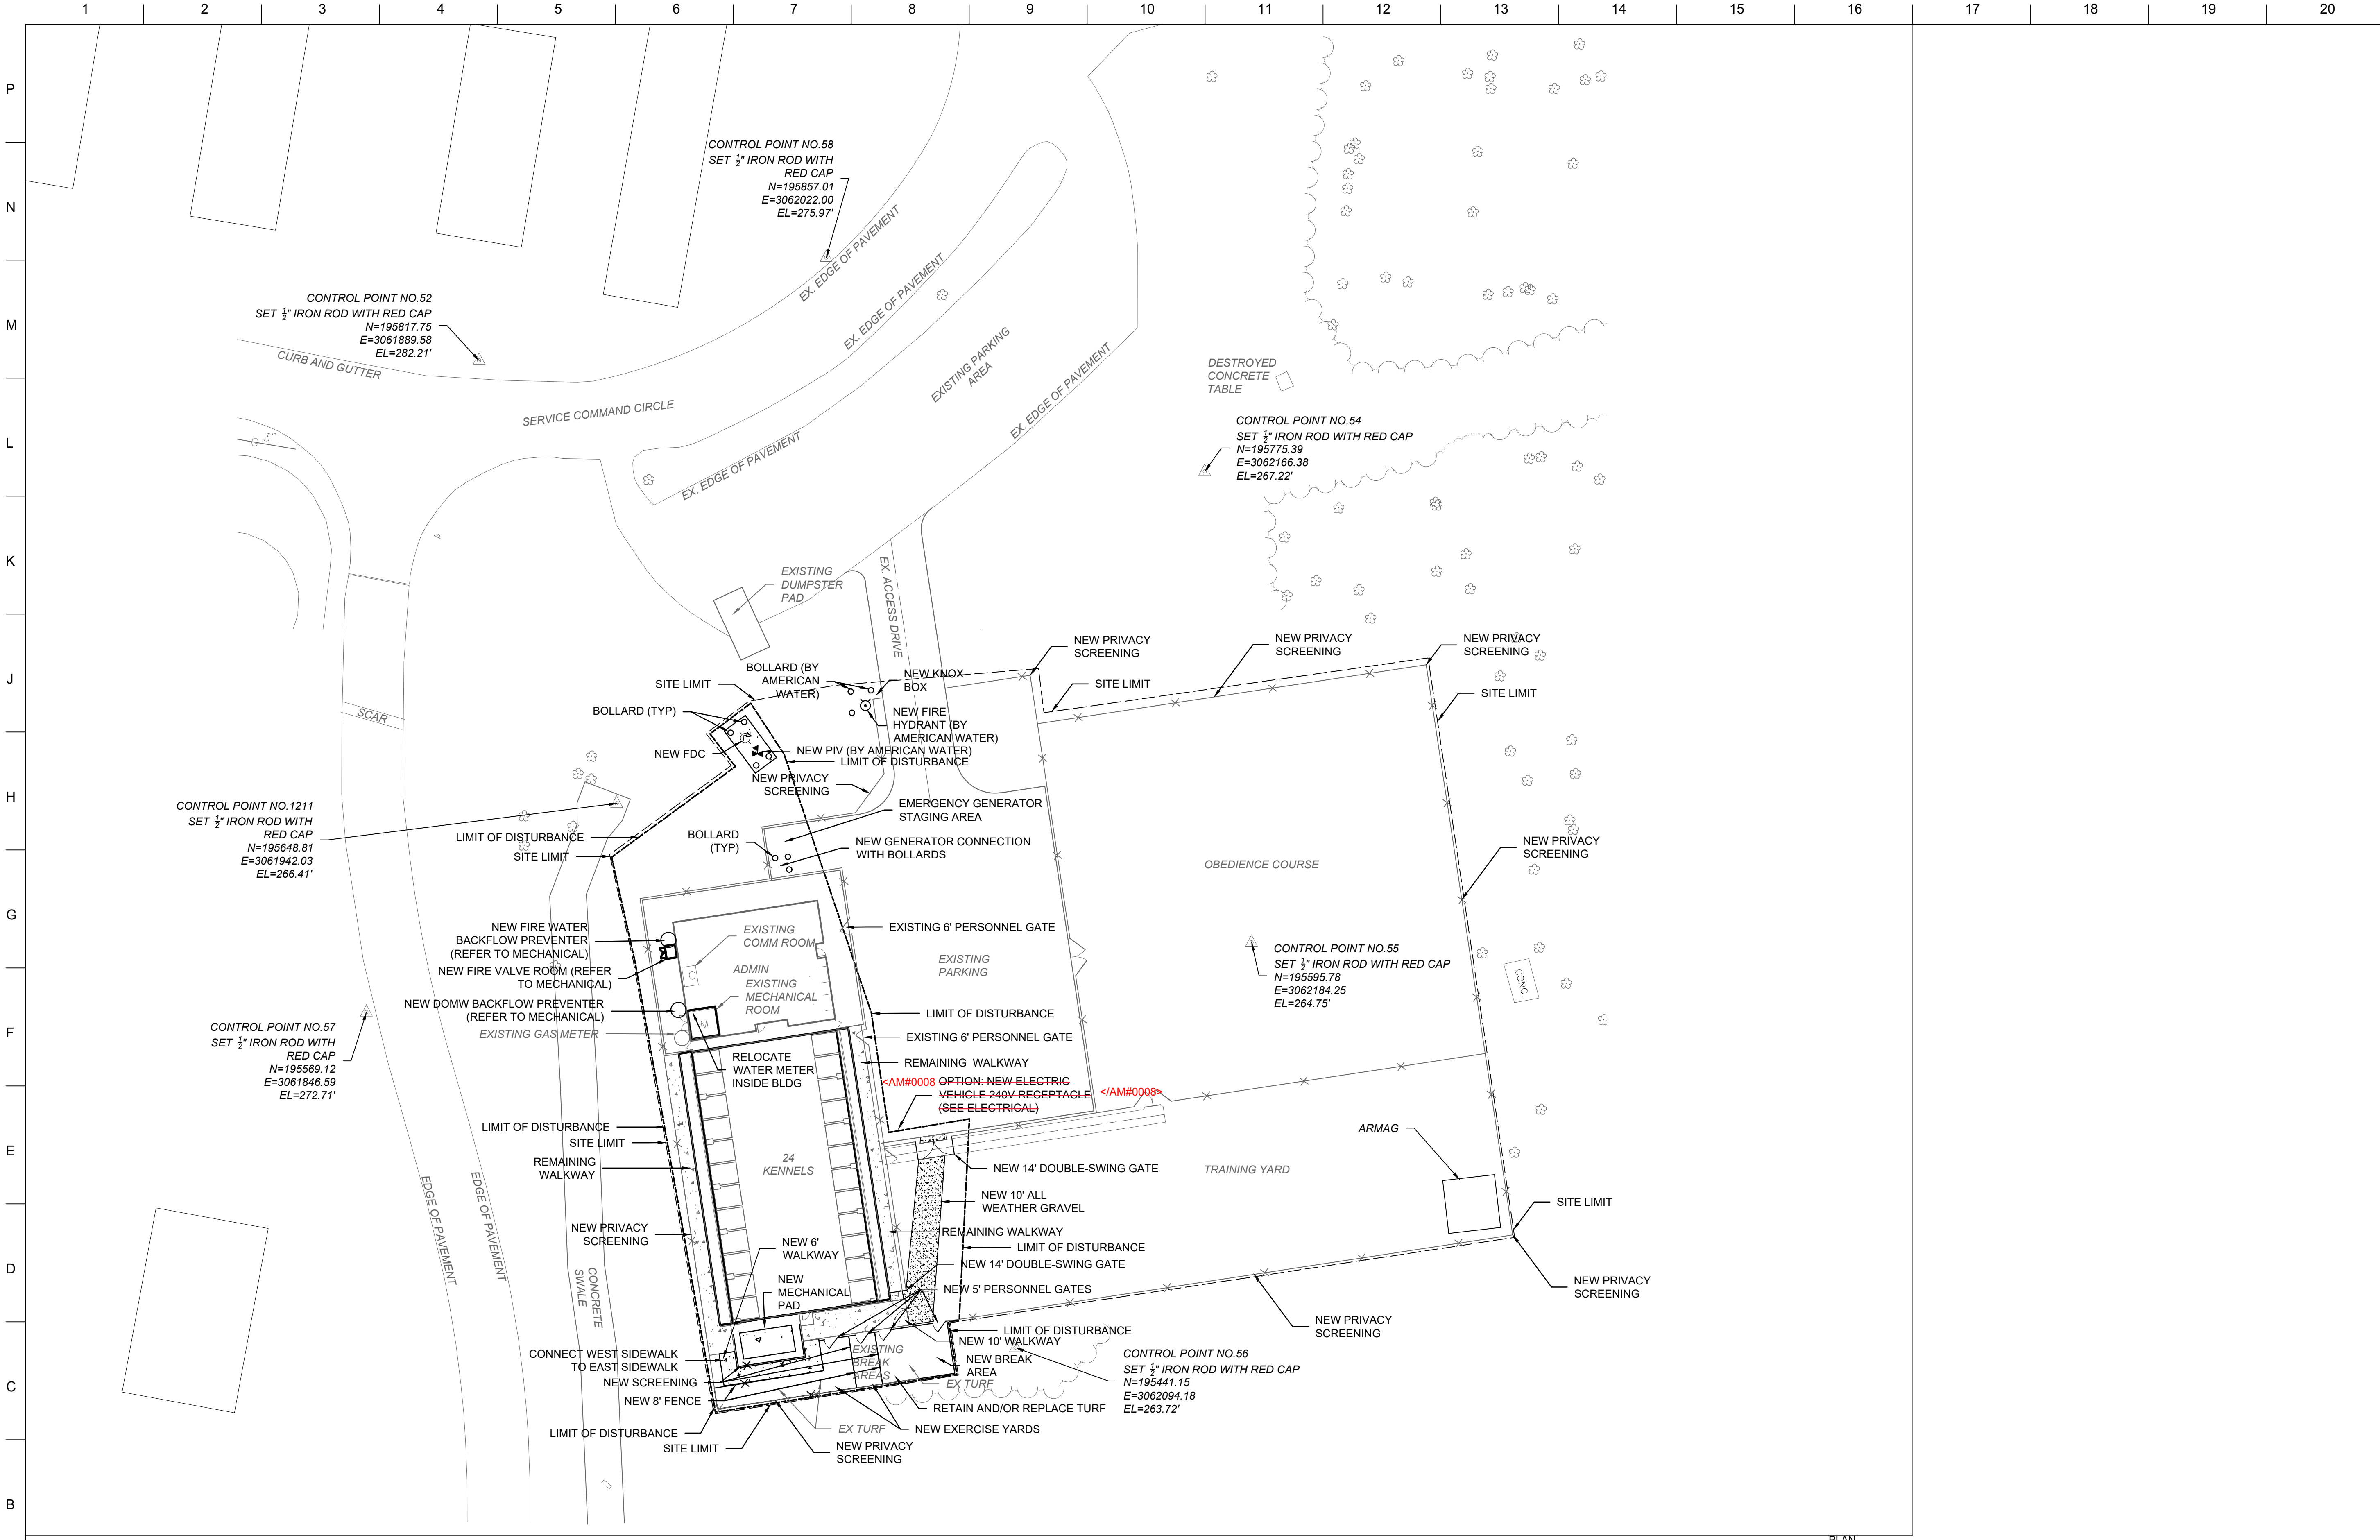 1 2 3 4 5 6 7 8 9 10 11 12 13 14 15 16 17 18 19 20
P
N
M
L
K
J
H
G
F
E
D
C
B
CONTROL POINT NO.58
SET 1/2" IRON ROD WITH
RED CAP
N=195857.01
E=3062022.00
EL=275.97'
EX. EDGE OF PAVEMENT
EX. EDGE OF PAVEMENT
CONTROL POINT NO.52
SET 1/2" IRON ROD WITH RED CAP
N=195817.75
E=3061889.58
EL=282.21'
CURB AND GUTTER
EXISTING PARKING
AREA
EX. EDGE OF PAVEMENT
DESTROYED
CONCRETE
TABLE
SERVICE COMMAND CIRCLE
EX. EDGE OF PAVEMENT
CONTROL POINT NO.54
SET 1/2" IRON ROD WITH RED CAP
N=195775.39
E=3062166.38
EL=267.22'
EXISTING
DUMPSTER
PAD
EX. ACCESS DRIVE
NEW PRIVACY
SCREENING
NEW PRIVACY
SCREENING
NEW PRIVACY
SCREENING
BOLLARD (BY
AMERICAN
WATER)
NEW KNOX
BOX
SITE LIMIT
SITE LIMIT
SITE LIMIT
BOLLARD (TYP)
NEW FIRE
HYDRANT (BY
AMERICAN WATER)
SCAR
NEW FDC
NEW PIV (BY AMERICAN WATER)
LIMIT OF DISTURBANCE
NEW PRIVACY
SCREENING
CONTROL POINT NO.1211
SET 1/2" IRON ROD WITH
RED CAP
N=195648.81
E=3061942.03
EL=266.41'
EMERGENCY GENERATOR
STAGING AREA
LIMIT OF DISTURBANCE
SITE LIMIT
BOLLARD
(TYP)
NEW GENERATOR CONNECTION
WITH BOLLARDS
NEW PRIVACY
SCREENING
OBEDIENCE COURSE
NEW FIRE WATER
BACKFLOW PREVENTER
(REFER TO MECHANICAL)
EXISTING
COMM ROOM
EXISTING 6' PERSONNEL GATE
NEW FIRE VALVE ROOM (REFER
TO MECHANICAL)
C
ADMIN
EXISTING
MECHANICAL
ROOM
EXISTING
PARKING
CONTROL POINT NO.55
SET 1/2" IRON ROD WITH RED CAP
N=195595.78
E=3062184.25
EL=264.75'
CONC.
NEW DOMW BACKFLOW PREVENTER
(REFER TO MECHANICAL)
M
LIMIT OF DISTURBANCE
CONTROL POINT NO.57
SET 1/2" IRON ROD WITH
RED CAP
N=195569.12
E=3061846.59
EL=272.71'
EXISTING GAS METER
EXISTING 6' PERSONNEL GATE
RELOCATE
WATER METER
INSIDE BLDG
REMAINING WALKWAY
<AM#0008 OPTION: NEW ELECTRIC
VEHICLE 240V RECEPTACLE </AM#0008>
(SEE ELECTRICAL)
LIMIT OF DISTURBANCE
SITE LIMIT
REMAINING
WALKWAY
24
KENNELS
ARMAG
NEW 14' DOUBLE-SWING GATE
TRAINING YARD
EDGE OF PAVEMENT
EDGE OF PAVEMENT
NEW 10' ALL
WEATHER GRAVEL
SITE LIMIT
NEW PRIVACY
SCREENING
NEW 6'
WALKWAY
REMAINING WALKWAY
LIMIT OF DISTURBANCE
NEW 14' DOUBLE-SWING GATE
CONCRETE
SWALE
NEW
MECHANICAL
PAD
NEW 5' PERSONNEL GATES
NEW PRIVACY
SCREENING
NEW PRIVACY
SCREENING
LIMIT OF DISTURBANCE
NEW 10' WALKWAY
CONNECT WEST SIDEWALK
TO EAST SIDEWALK
EXISTING
BREAK
AREAS
NEW BREAK
AREA
CONTROL POINT NO.56
SET 1/2" IRON ROD WITH RED CAP
N=195441.15
E=3062094.18
EL=263.72'
NEW SCREENING
EX TURF
NEW 8' FENCE
RETAIN AND/OR REPLACE TURF
LIMIT OF DISTURBANCE
EX TURF
NEW EXERCISE YARDS
SITE LIMIT
NEW PRIVACY
SCREENING